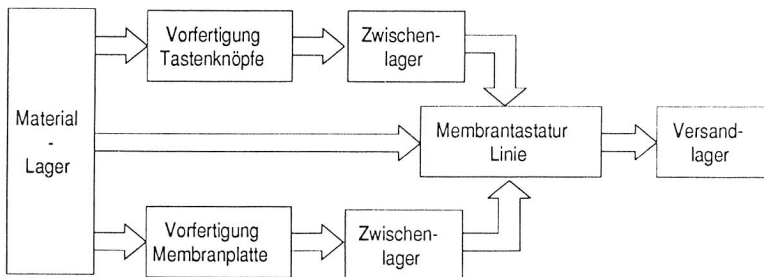 Material
-
Lager
Vorfertigung
Tastenknöpfe
Zwischen-
lager
Membrantastatur
Linie
Versand-
lager
Vorfertigung
Membranplatte
Zwischen-
lager